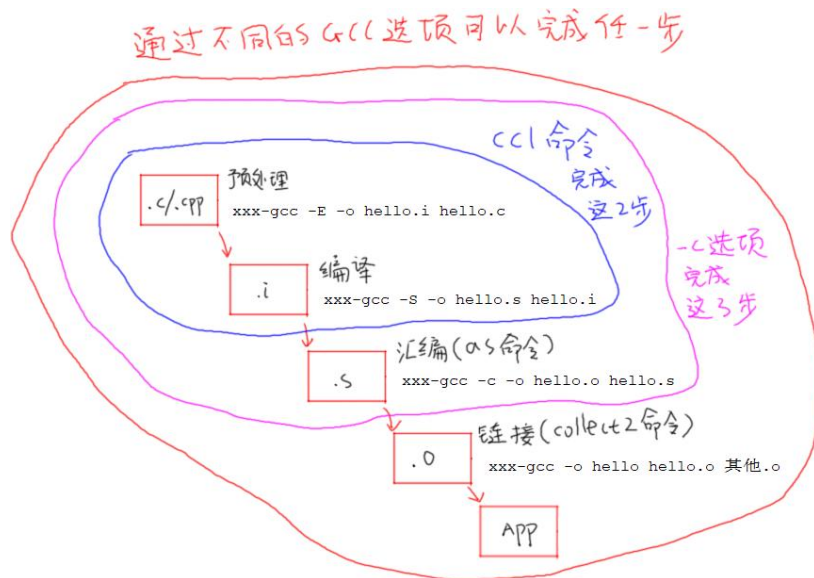 通过不同的GCC选项可以完成任一步
CC1命令
完成
这2步
预处理
.c/.cpp
xxx-gcc -E -o hello.i hello.c
-c选项
完成
这3步
编译
.i
xxx-gcc -S -o hello.s hello.i
汇编(as命令)
.s
xxx-gcc -c -o hello.o hello.s
链接(collect2命令)
.o
xxx-gcc -o hello hello.o 其他.o
APP